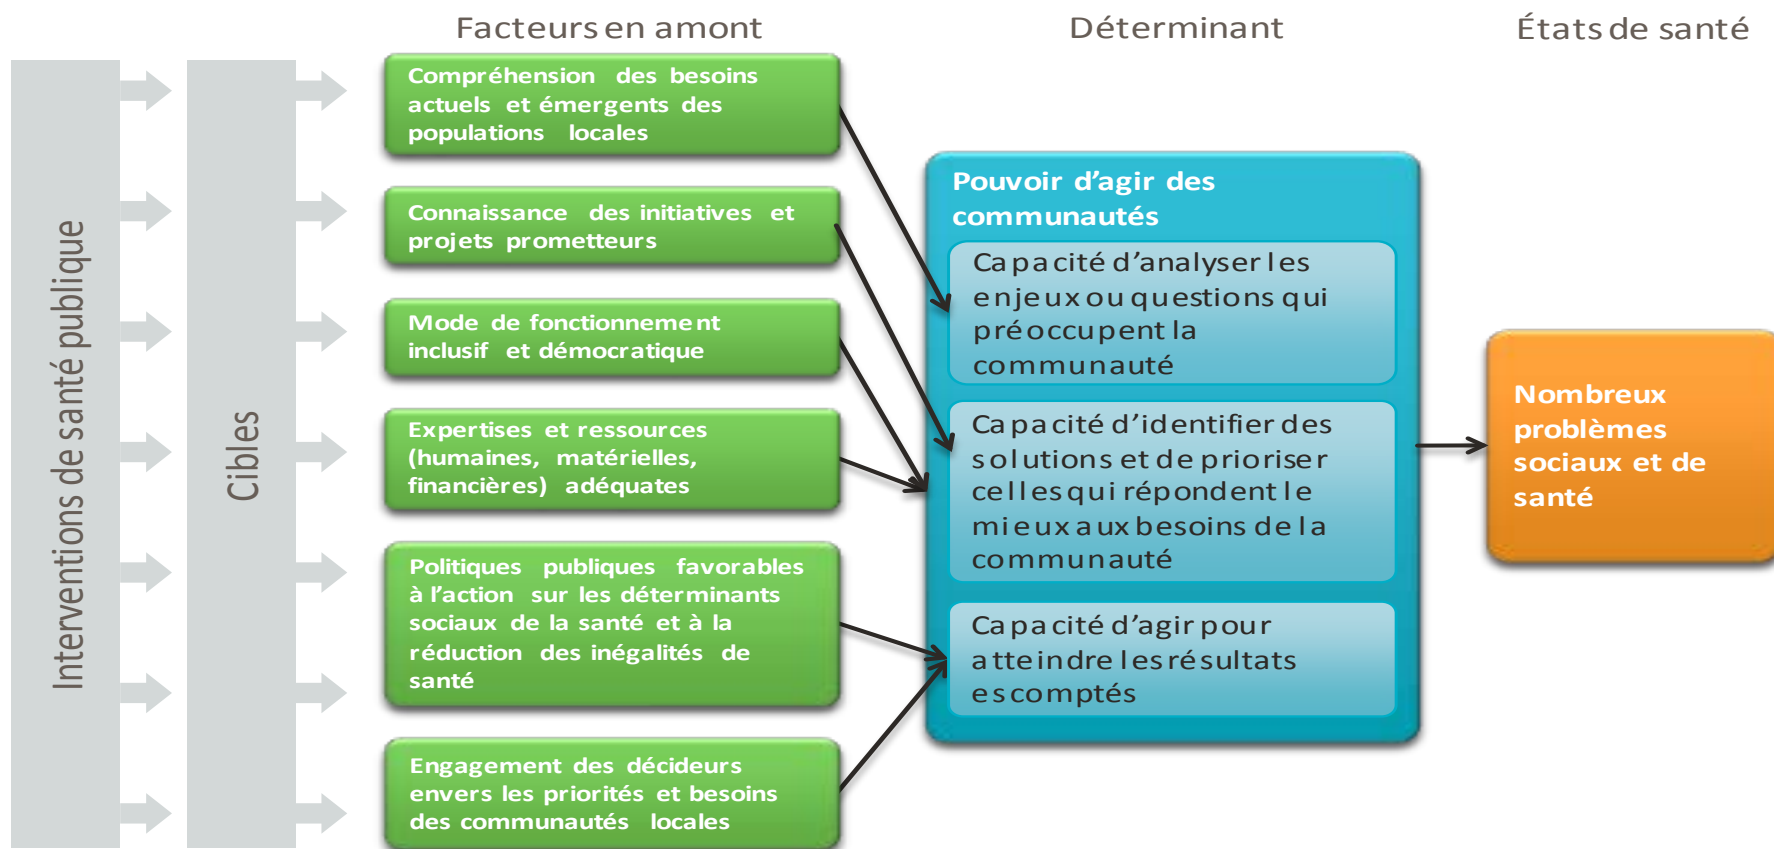 Facteurs en amont
Déterminant
États de santé
Interventions de santé publique
Cibles
Compréhension des besoins
actuels et émergents des
populations locales
Connaissance des initiatives et
projets prometteurs
Mode de fonctionnement
inclusif et démocratique
Expertises et ressources
(humaines, matérielles,
financières) adéquates
Politiques publiques favorables
à l’action sur les déterminants
sociaux de la santé et à la
réduction des inégalités de
santé
Engagement des décideurs
envers les priorités et besoins
des communautés locales
Pouvoir d’agir des
communautés
Capacité d’analyser les
enjeux ou questions qui
préoccupent la
communauté
Capacité d’identifier des
solutions et de prioriser
celles qui répondent le
mieux aux besoins de la
communauté
Capacité d’agir pour
atteindre les résultats
escomptés
Nombreux
problèmes
sociaux et de
santé